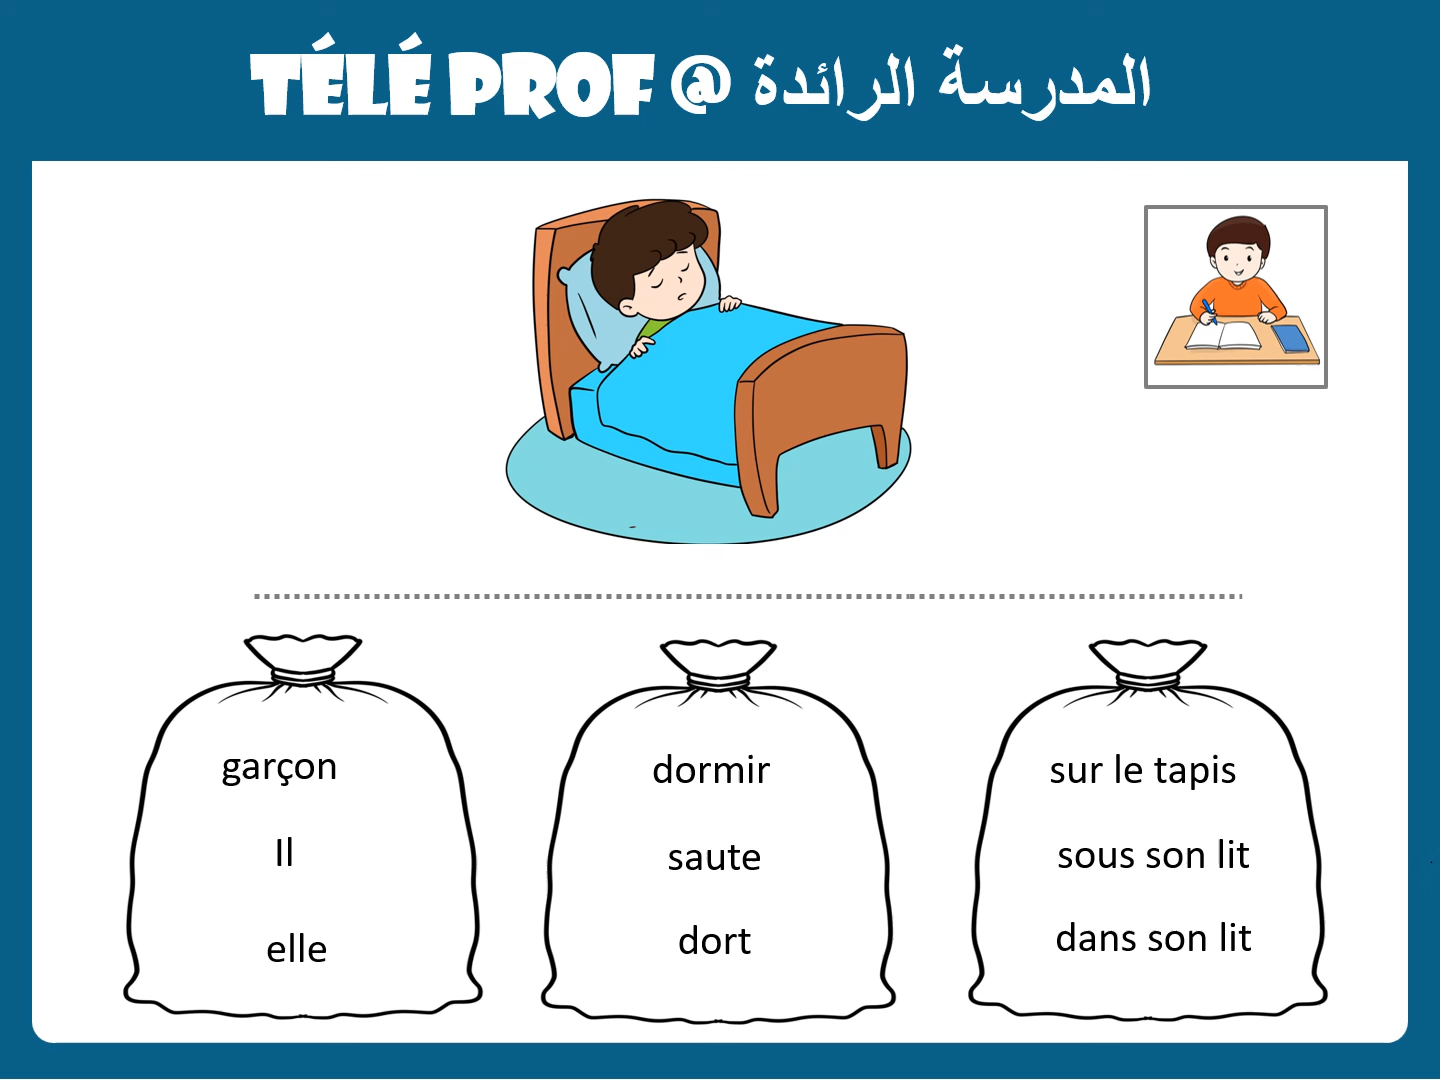 TÉLÉ PROF @ المدرسة الرائدة
garçon
Il
elle
dormir
saute
dort
sur le tapis
sous son lit
dans son lit